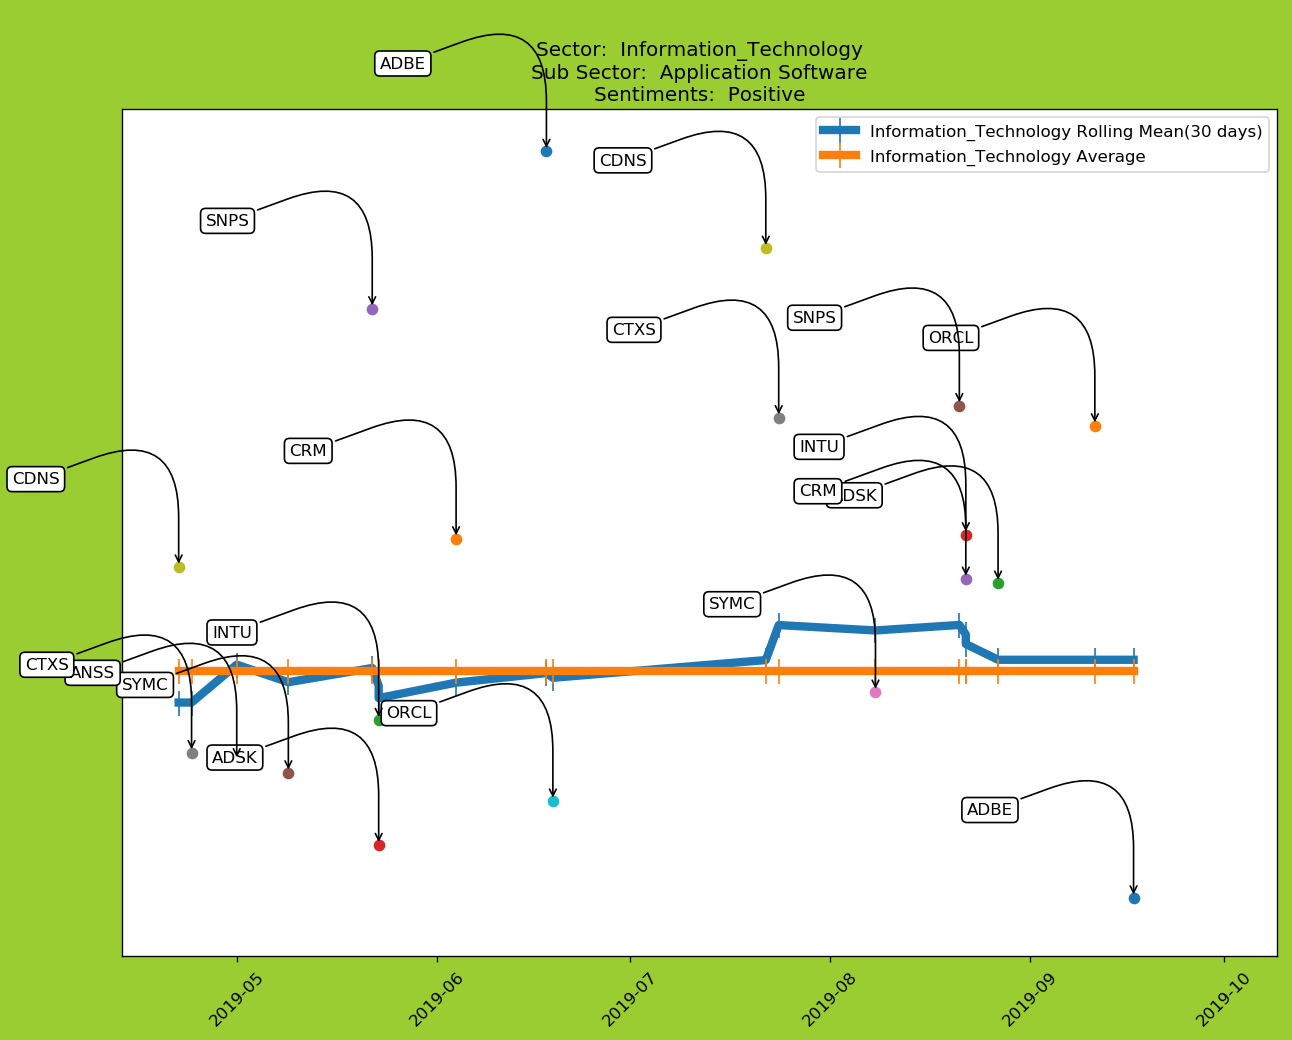 Sector:  Information_Technology
Sub Sector:  Application Software
Sentiments:  Positive
ADBE
Information_Technology Rolling Mean(30 days)
Information_Technology Average
CDNS
SNPS
CTXS
SNPS
ORCL
CRM
INTU
CDNS
CRM
DSK
SYMC
INTU
CTXS
ANSS
SYMC
ORCL
ADSK
ADBE
2019-05
2019-06
2019-07
2019-08
2019-09
2019-10